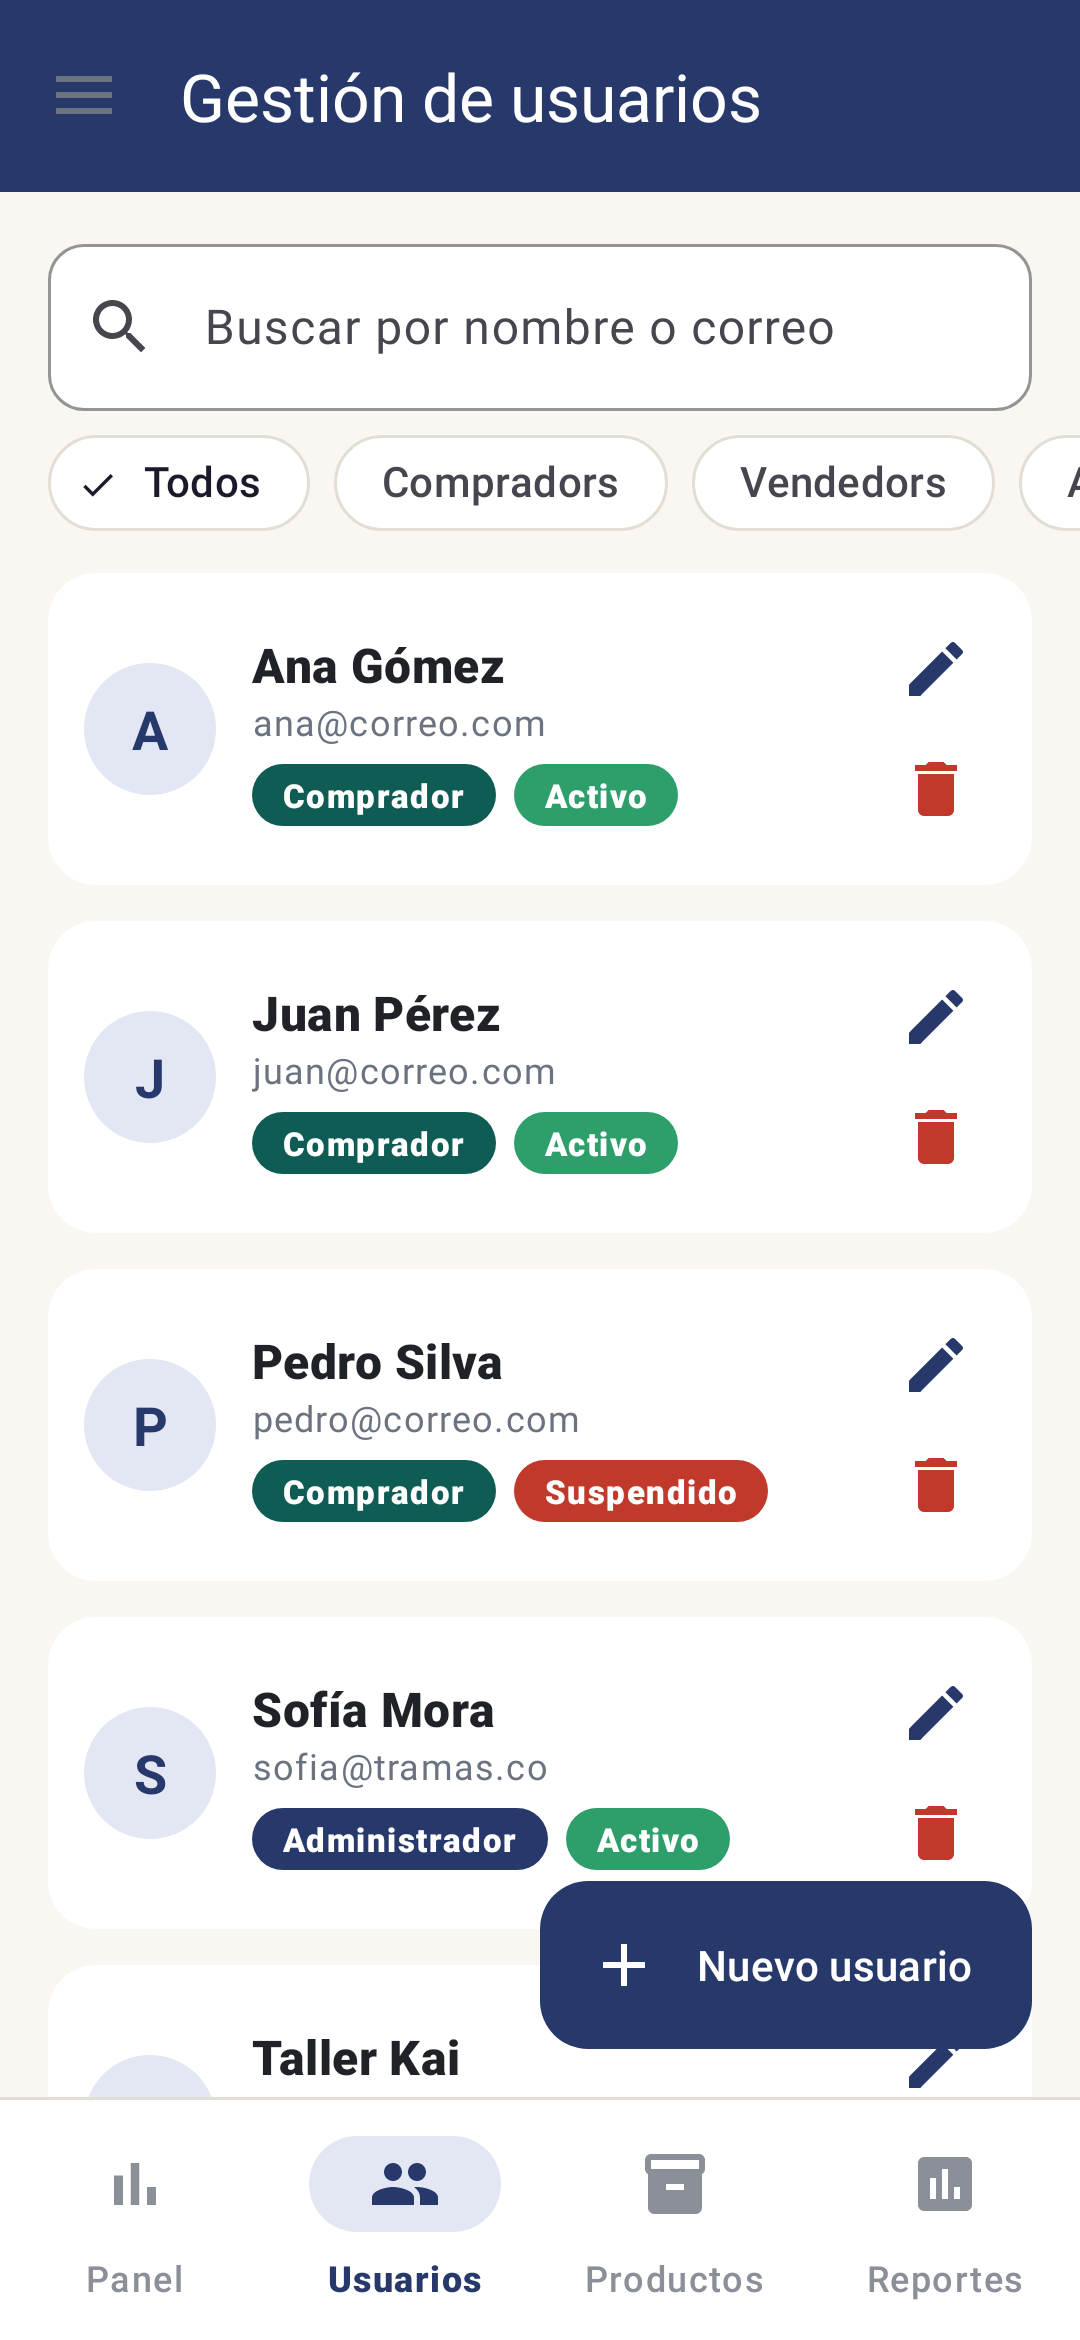 Gestión de usuarios
Buscar por nombre o correo
Todos
Compradors
Vendedors
A
Ana Gómez
ana@correo.com
Comprador
Activo
J
Juan Pérez
juan@correo.com
Comprador
Activo
P
Pedro Silva
pedro@correo.com
Comprador
Suspendido
S
Sofía Mora
sofia@tramas.co
Administrador
Activo
Nuevo usuario
Taller Kai
Panel
Usuarios
Productos
Reportes